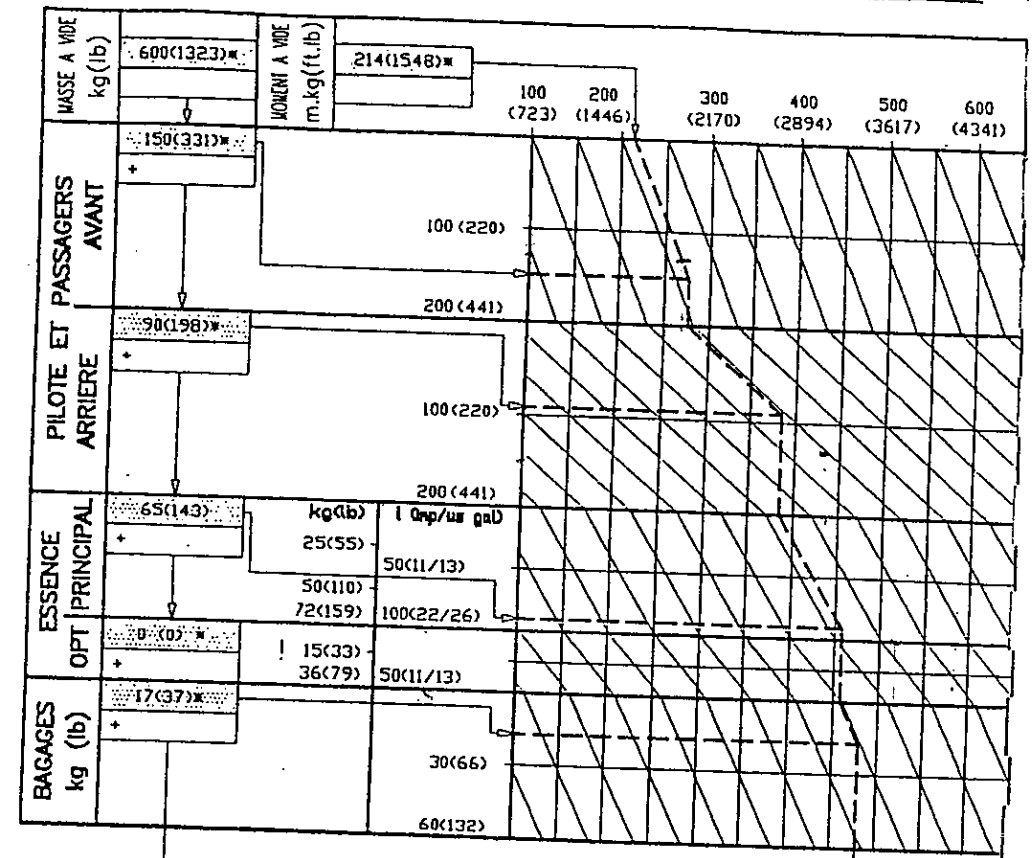 MASSE A VIDE
kg(lb)
600(1323)*
MOMENT A VIDE
m.kg(ft.lb)
214(1548)*
100 200 300 400 500 600
(723) (1446) (2170) (2894) (3617) (4341)
PILOTE ET PASSAGERS
AVANT
150(331)*
+
100(220)
200(441)
ARRIERE
90(198)*
+
100(220)
200(441)
ESSENCE
PRINCIPAL
65(143)
+
kg(lb) l (Imp/us gal)
25(55)
50(11/13)
50(110)
72(159) 100(22/26)
OPT
0 (0) *
+
! 15(33)
36(79) 50(11/13)
BAGAGES
kg (lb)
17(37)*
+
30(66)
60(132)